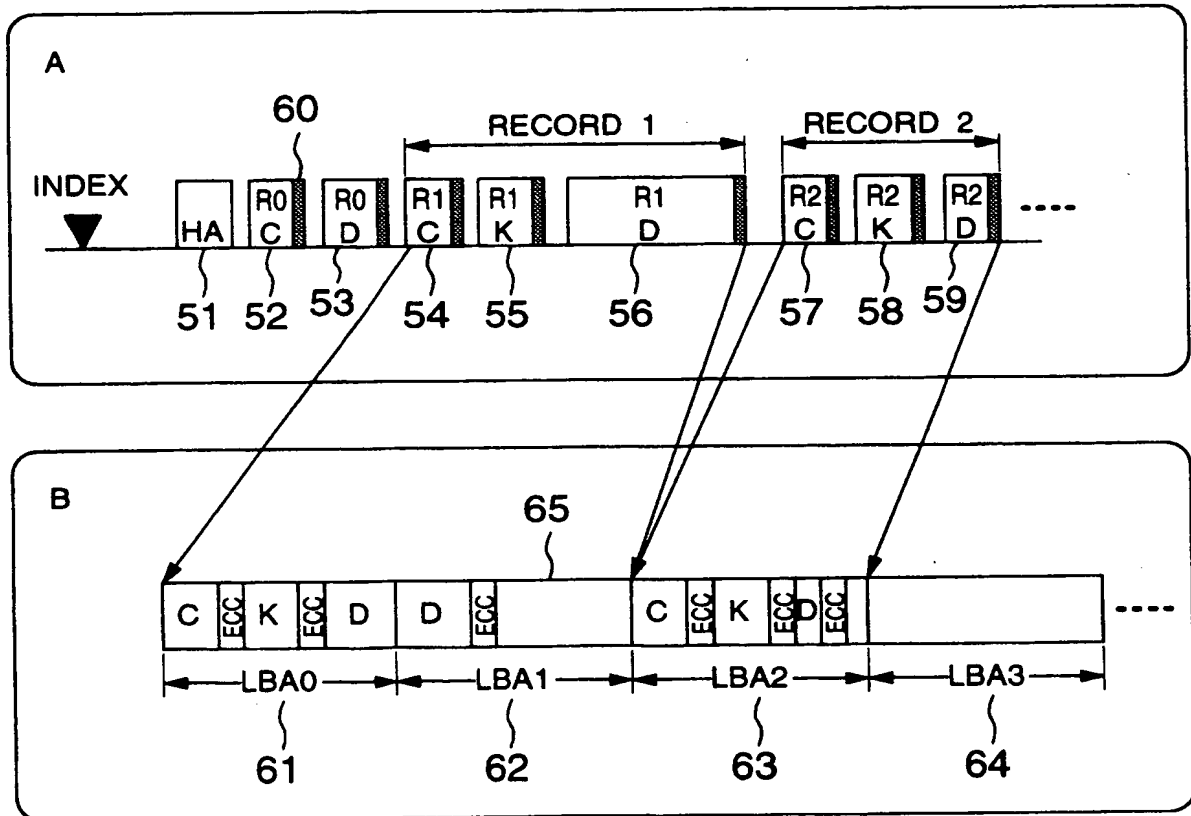 A
60
RECORD 1
RECORD 2
INDEX
HA
R0
C
R0
D
R1
C
R1
K
R1
D
R2
C
R2
K
R2
D
51
52
53
54
55
56
57
58
59
B
65
C
ECC
K
ECC
D
D
ECC
C
ECC
K
ECC
D
ECC
LBA0
LBA1
LBA2
LBA3
61
62
63
64